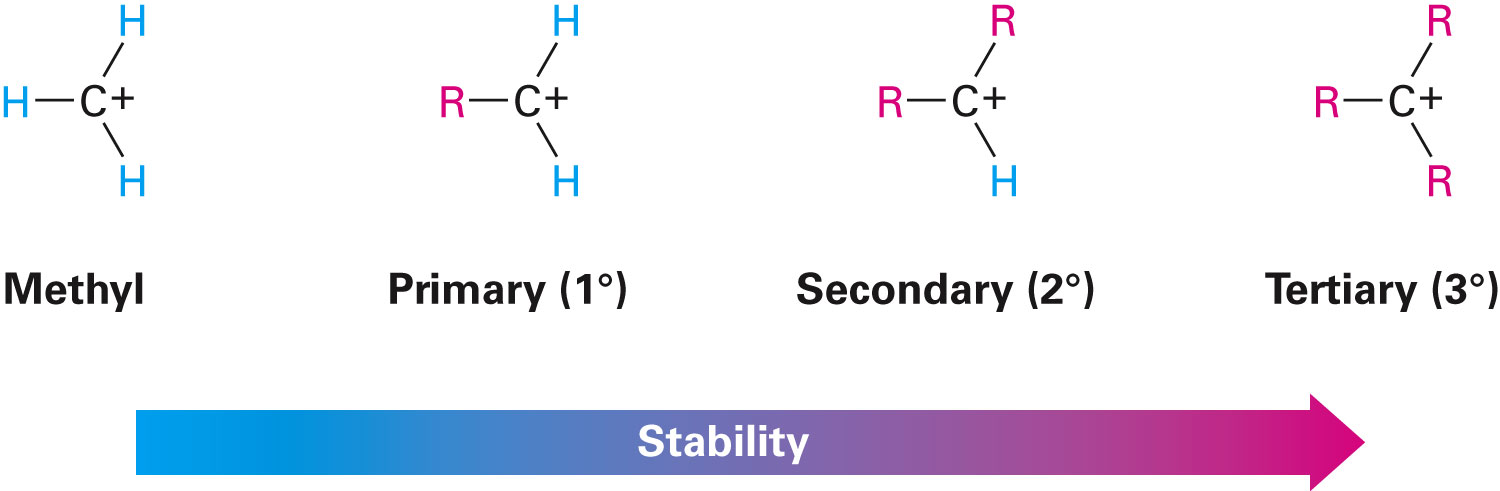 H H R R
H C+ R C+ R C+ R C+
H H H R
Methyl Primary (1°) Secondary (2°) Tertiary (3°)
Stability